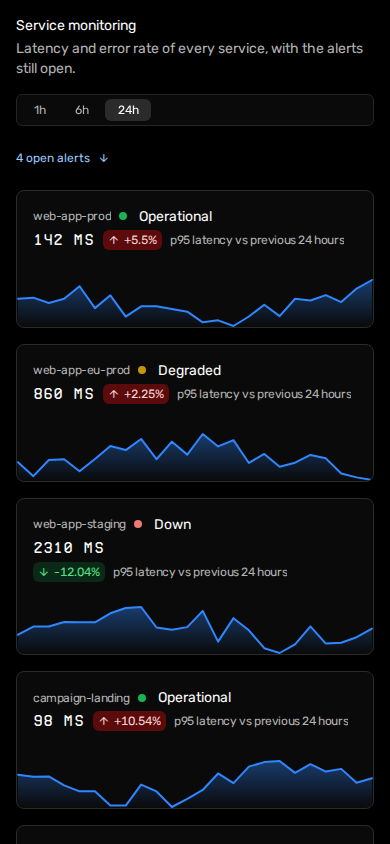 Service monitoring
Latency and error rate of every service, with the alerts
still open.
1h 6h 24h
4 open alerts ↓
web-app-prod Operational
142 MS ↑ +5.5% p95 latency vs previous 24 hours
web-app-eu-prod Degraded
860 MS ↑ +2.25% p95 latency vs previous 24 hours
web-app-staging Down
2310 MS
↓ -12.04% p95 latency vs previous 24 hours
campaign-landing Operational
98 MS ↑ +10.54% p95 latency vs previous 24 hours